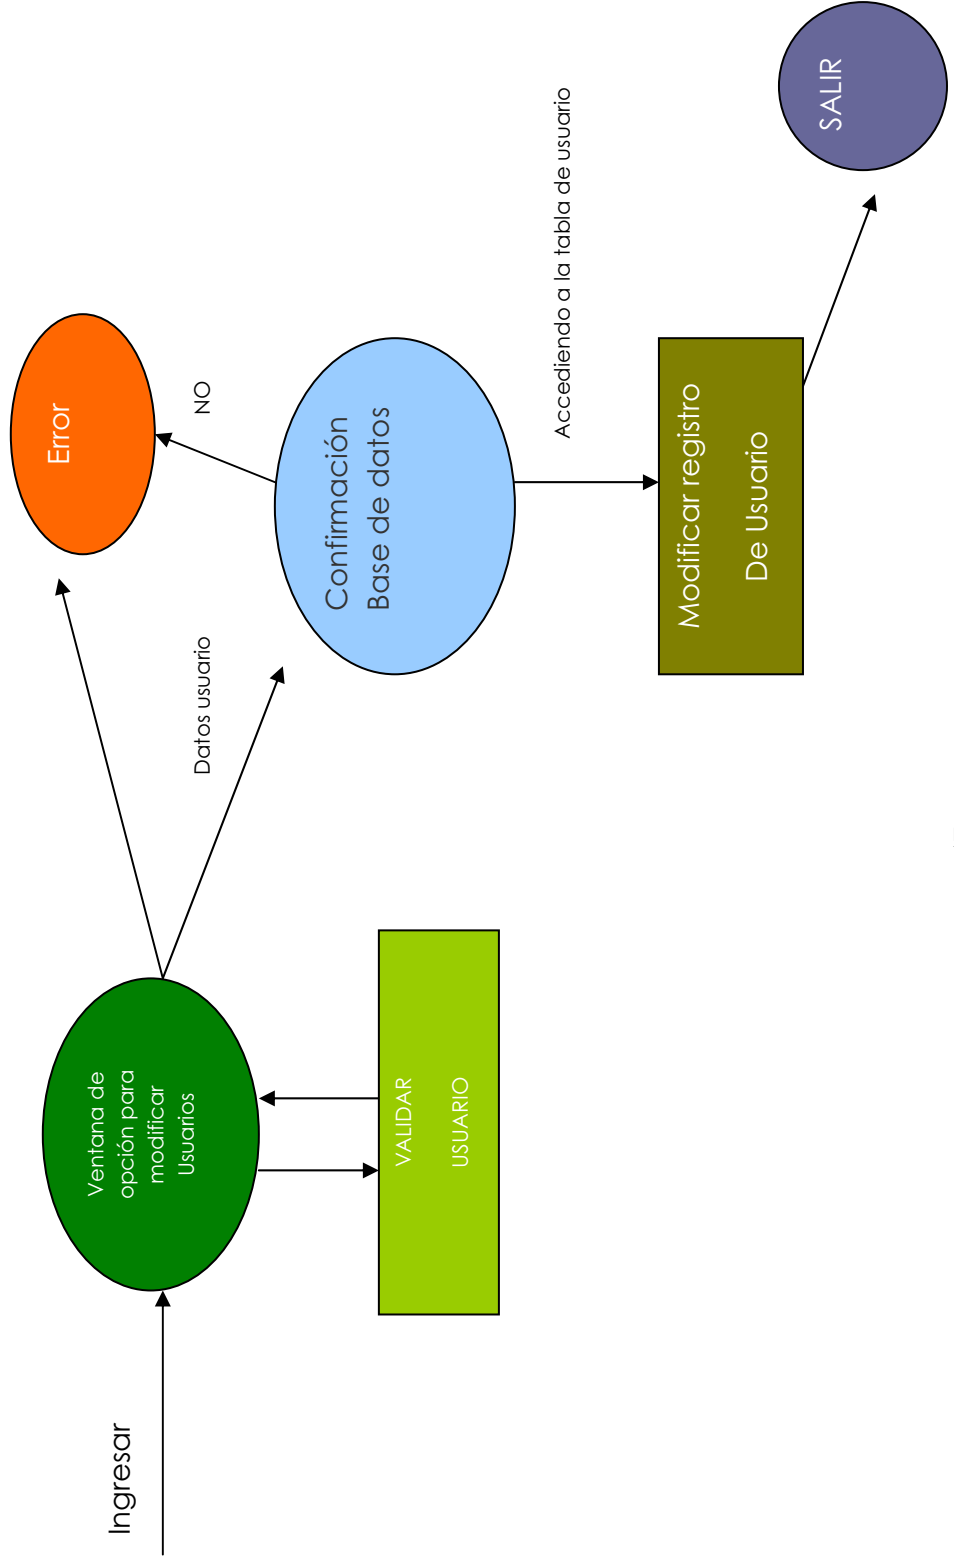 Ingresar
Ventana de
opción para
modificar
Usuarios
VALIDAR
USUARIO
Datos usuario
Error
NO
Confirmación
Base de datos
Accediendo a la tabla de usuario
Modificar registro
De Usuario
SALIR